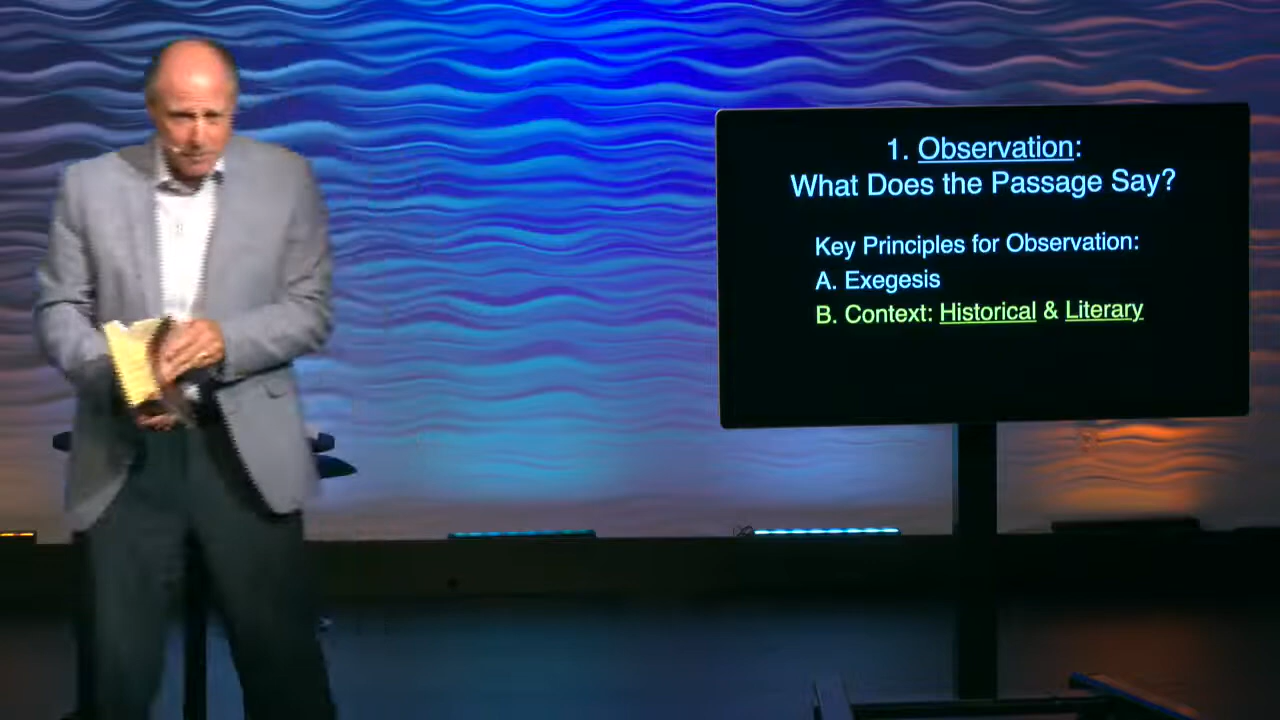 1. Observation:
What Does the Passage Say?
Key Principles for Observation:
A. Exegesis
B. Context: Historical & Literary